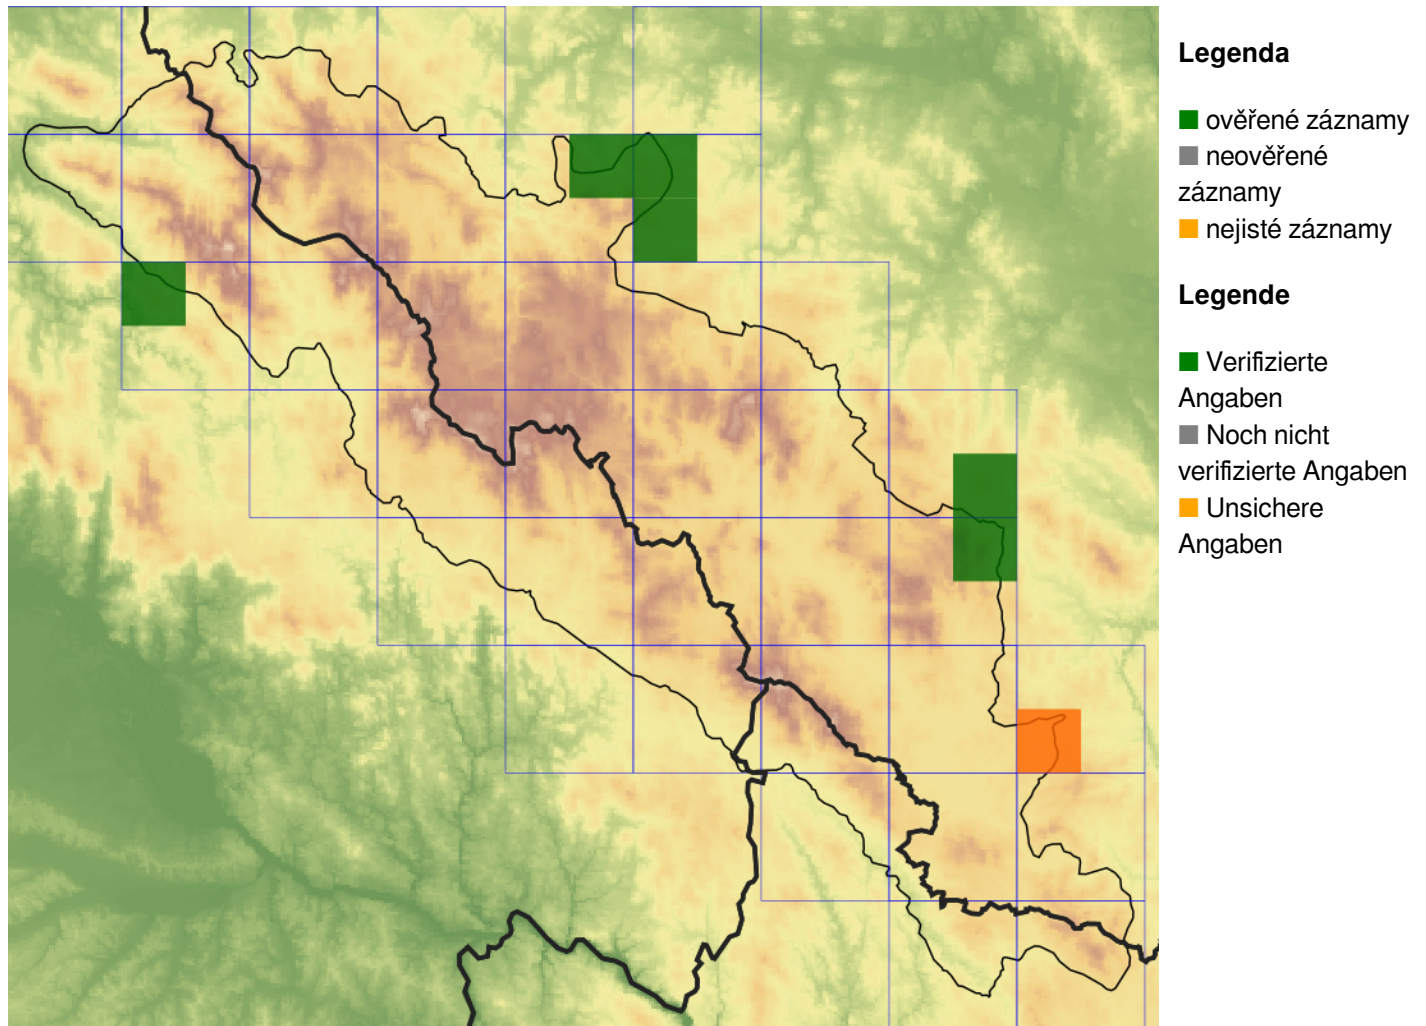 Legenda
ověřené záznamy
neověřené
záznamy
nejisté záznamy
Legende
Verifizierte
Angaben
Noch nicht
verifizierte Angaben
Unsichere
Angaben